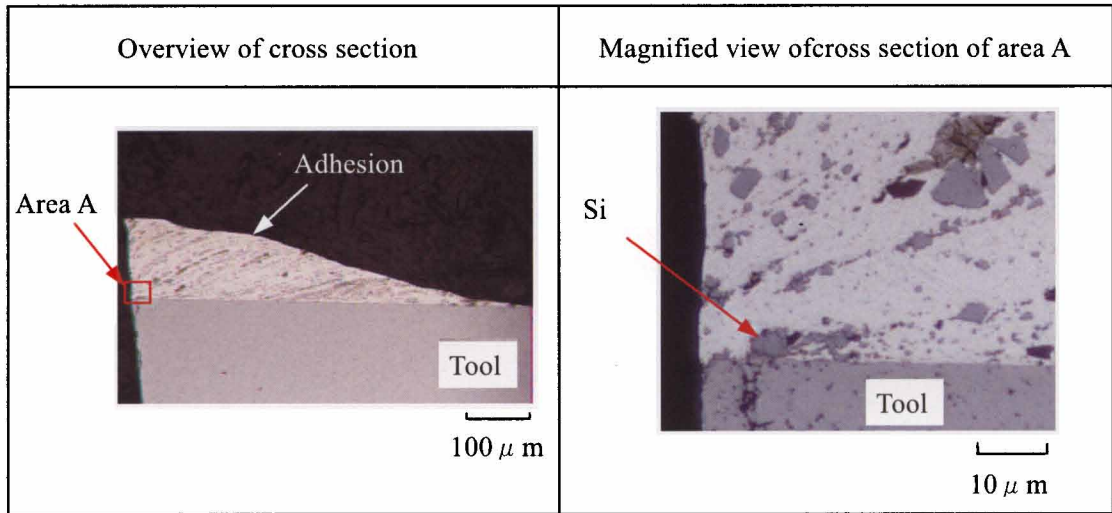 Overview of cross section
Magnified view ofcross section of area A
Adhesion
Area A
Tool
100 μ m
Si
Tool
10 μ m